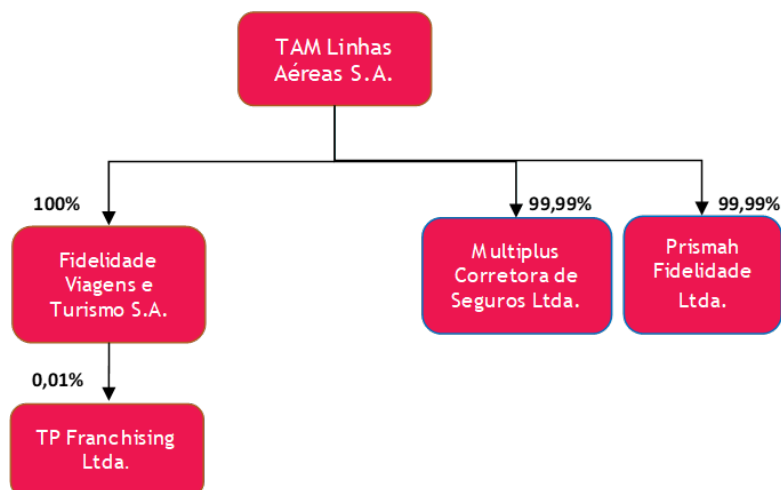 TAM Linhas
Aéreas S.A.
100%
99,99%
99,99%
Fidelidade
Viagens e
Turismo S.A.
Multiplus
Corretora de
Seguros Ltda.
Prismah
Fidelidade
Ltda.
0,01%
TP Franchising
Ltda.